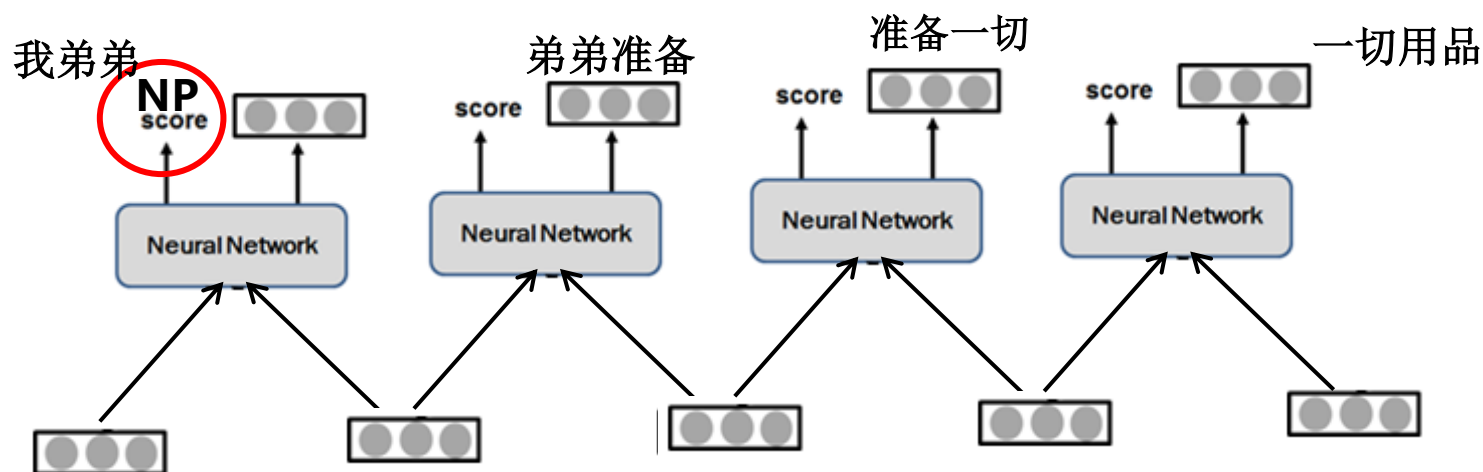 我弟弟
NP
score
Neural Network
弟弟准备
score
Neural Network
准备一切
score
Neural Network
一切用品
score
Neural Network